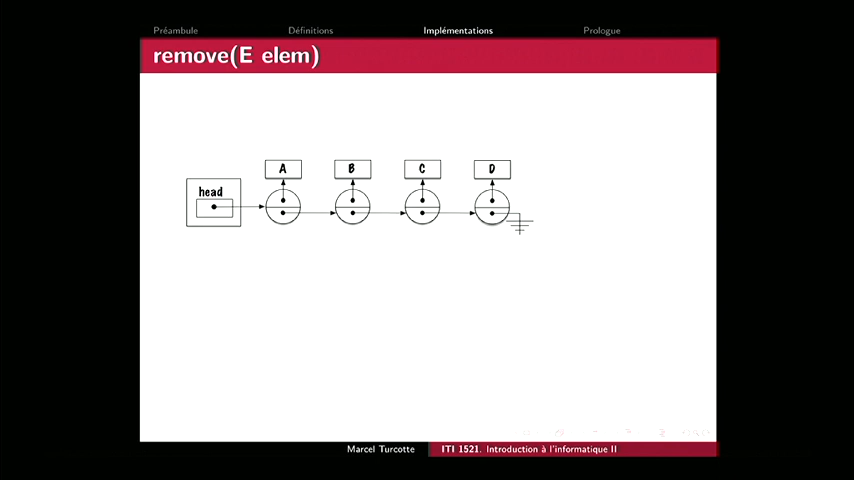 Préambule Définitions Implémentations Prologue
remove(E elem)
A B C D
head
Marcel Turcotte ITI 1521. Introduction à l'informatique II